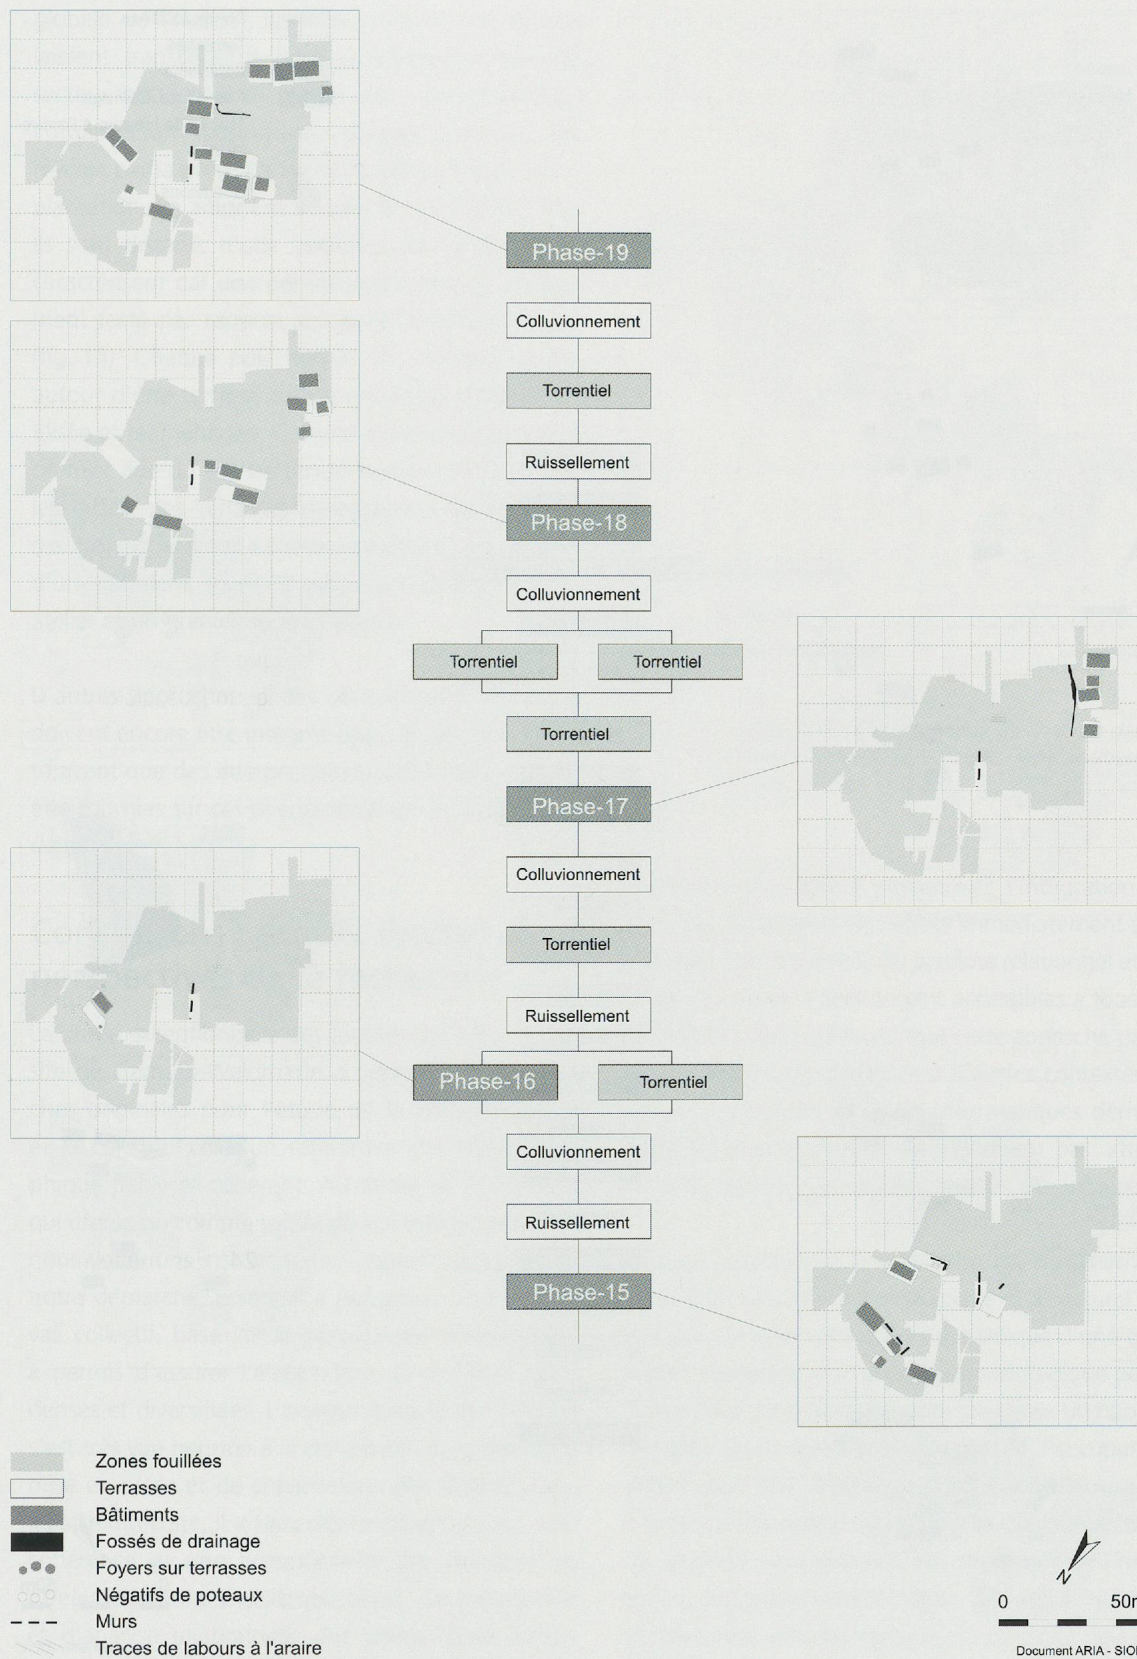 Phase-19
Colluvionnement
Torrentiel
Ruissellement
Phase-18
Colluvionnement
Torrentiel
Torrentiel
Torrentiel
Phase-17
Colluvionnement
Torrentiel
Ruissellement
Phase-16
Torrentiel
Colluvionnement
Ruissellement
Phase-15
Zones fouillées
Terrasses
Bâtiments
Fossés de drainage
Foyers sur terrasses
Négatifs de poteaux
Murs
Traces de labours à l'araire
N
0 50m
Document ARIA -